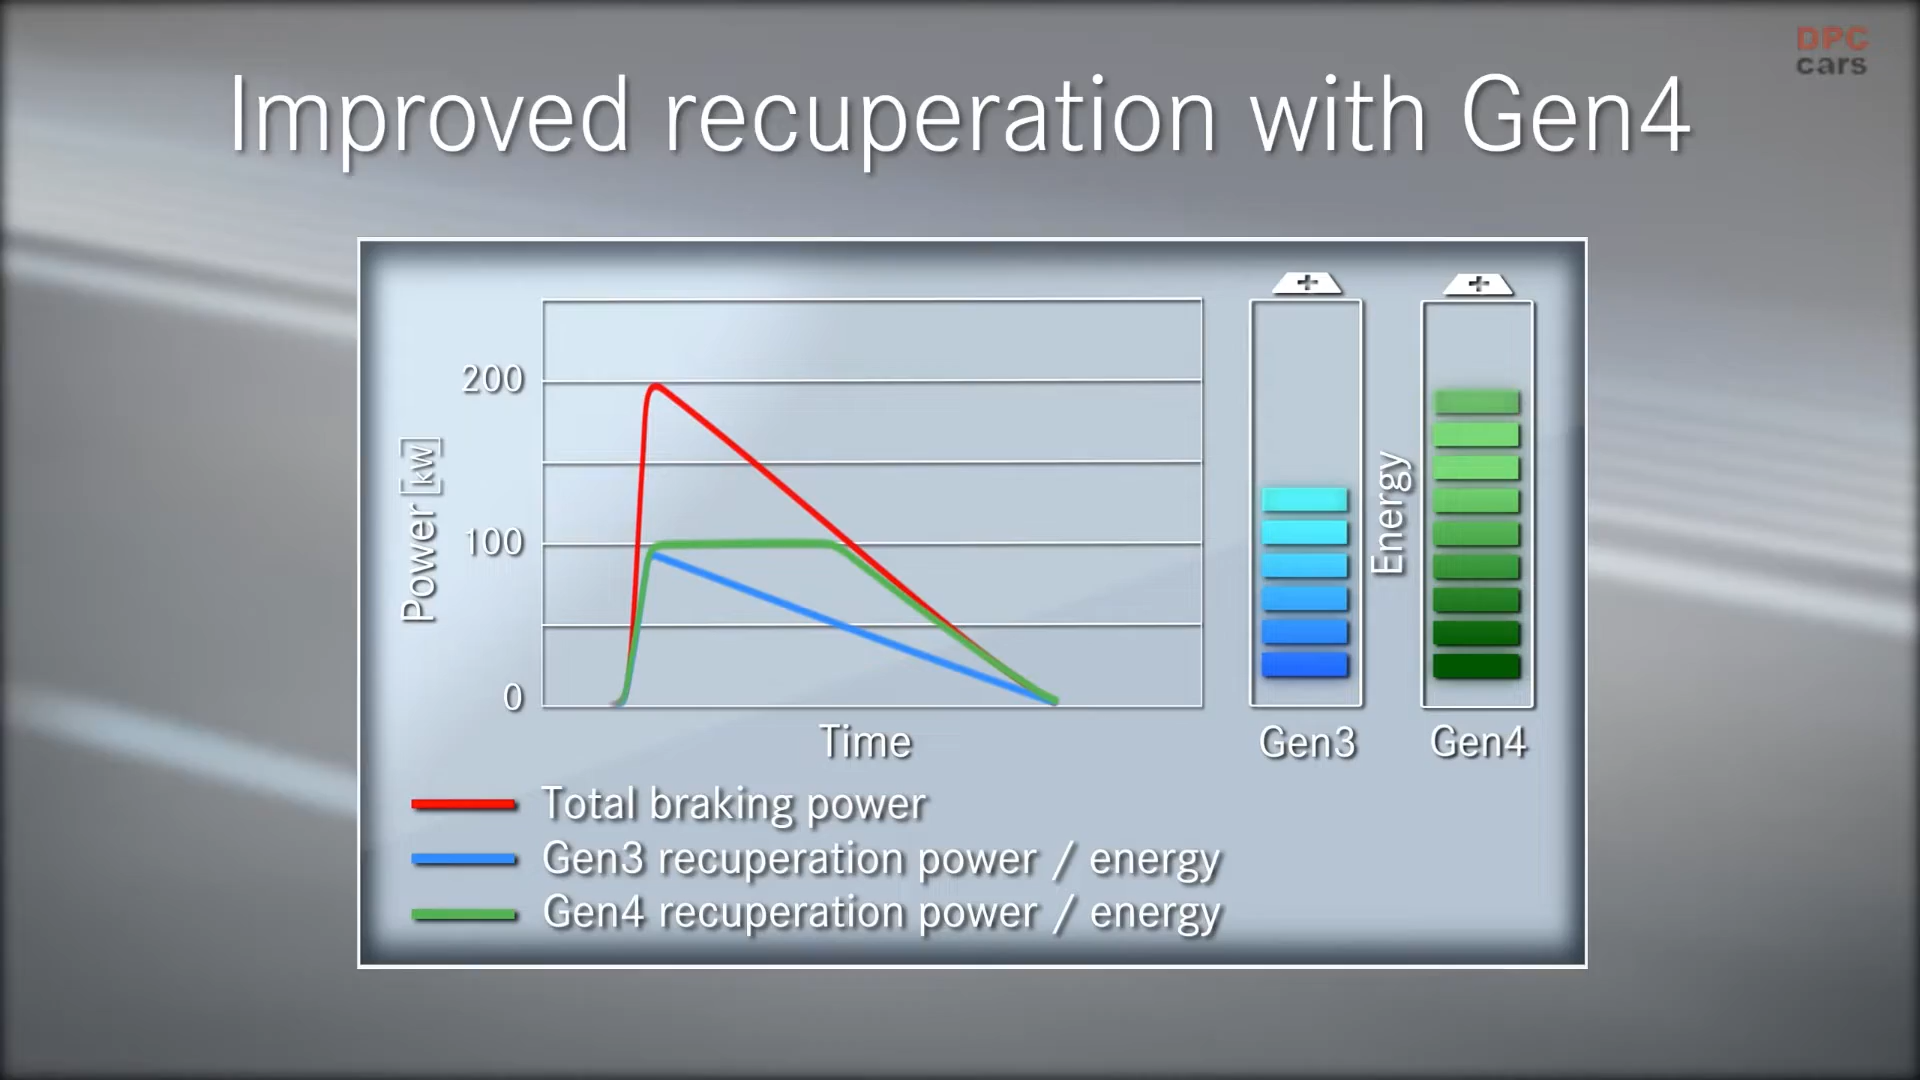 DPC
cars
Improved recuperation with Gen4
+
+
200
100
0
Power [kW]
Energy
Time
Gen3
Gen4
Total braking power
Gen3 recuperation power / energy
Gen4 recuperation power / energy